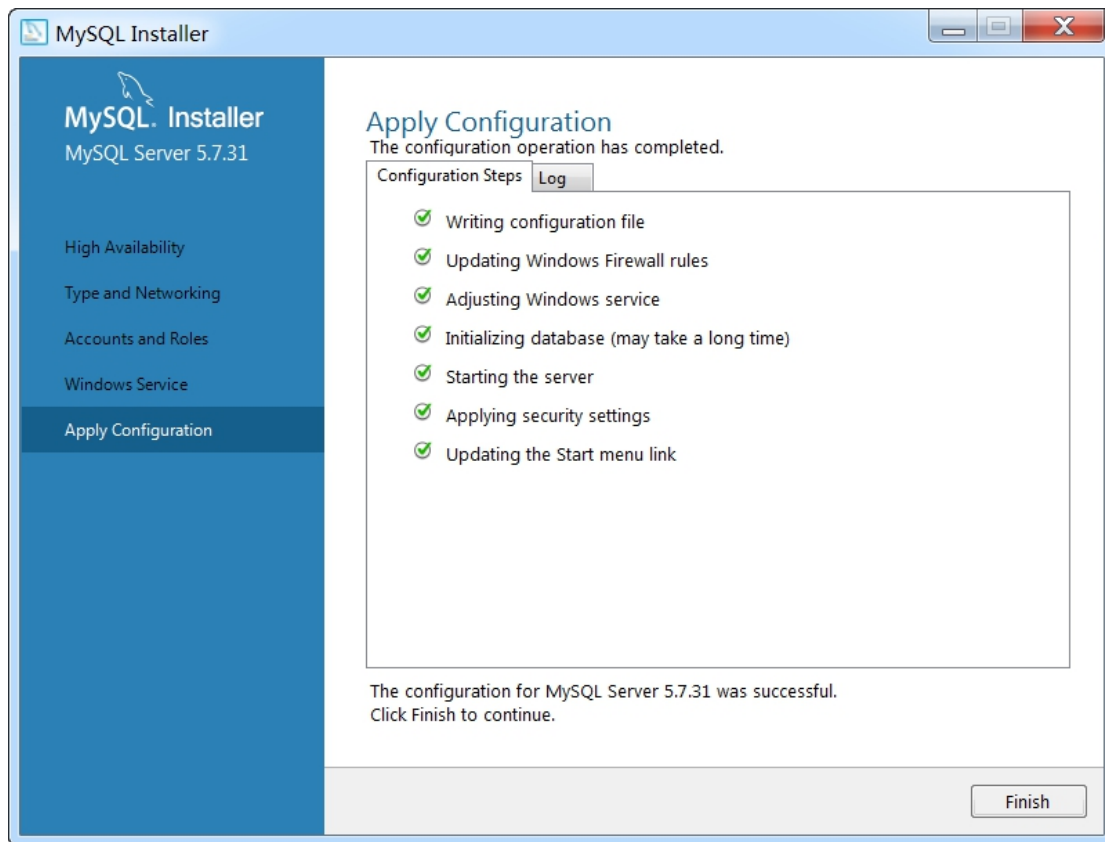 MySQL Installer
MySQL. Installer
MySQL Server 5.7.31
High Availability
Type and Networking
Accounts and Roles
Windows Service
Apply Configuration
Apply Configuration
The configuration operation has completed.
Configuration Steps
Log
Writing configuration file
Updating Windows Firewall rules
Adjusting Windows service
Initializing database (may take a long time)
Starting the server
Applying security settings
Updating the Start menu link
The configuration for MySQL Server 5.7.31 was successful.
Click Finish to continue.
Finish